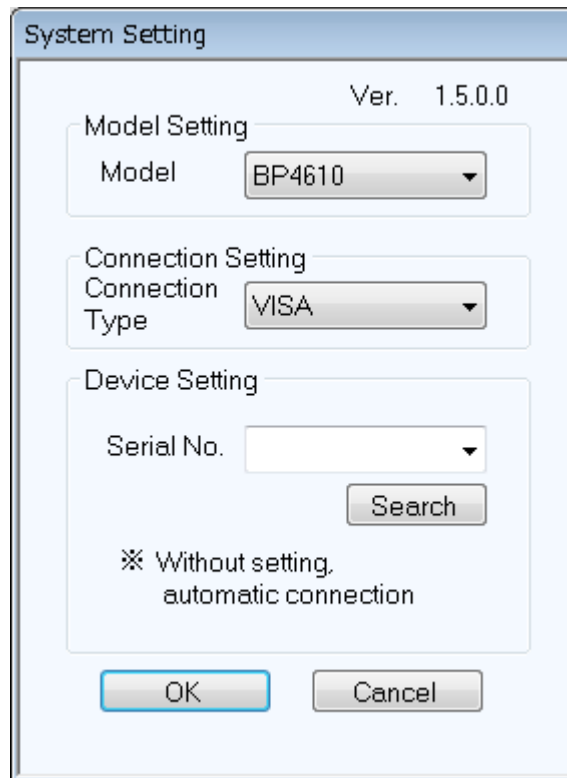 System Setting
Ver. 1.5.0.0
Model Setting
Model BP4610
Connection Setting
Connection
Type VISA
Device Setting
Serial No.
Search
※ Without setting,
automatic connection
OK Cancel